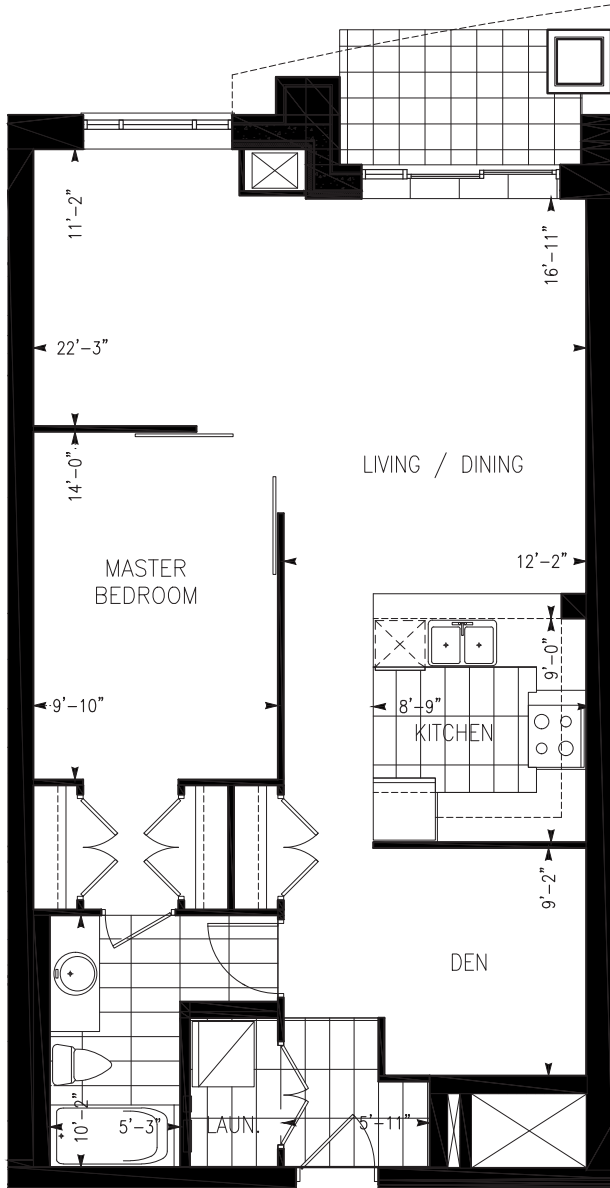 11'-2"
16'-11"
22'-3"
14'-0"
LIVING / DINING
MASTER
BEDROOM
12'-2"
9'-0"
9'-10"
8'-9"
KITCHEN
9'-2"
DEN
10'-2"
5'-3"
LAUN.
5'-11"